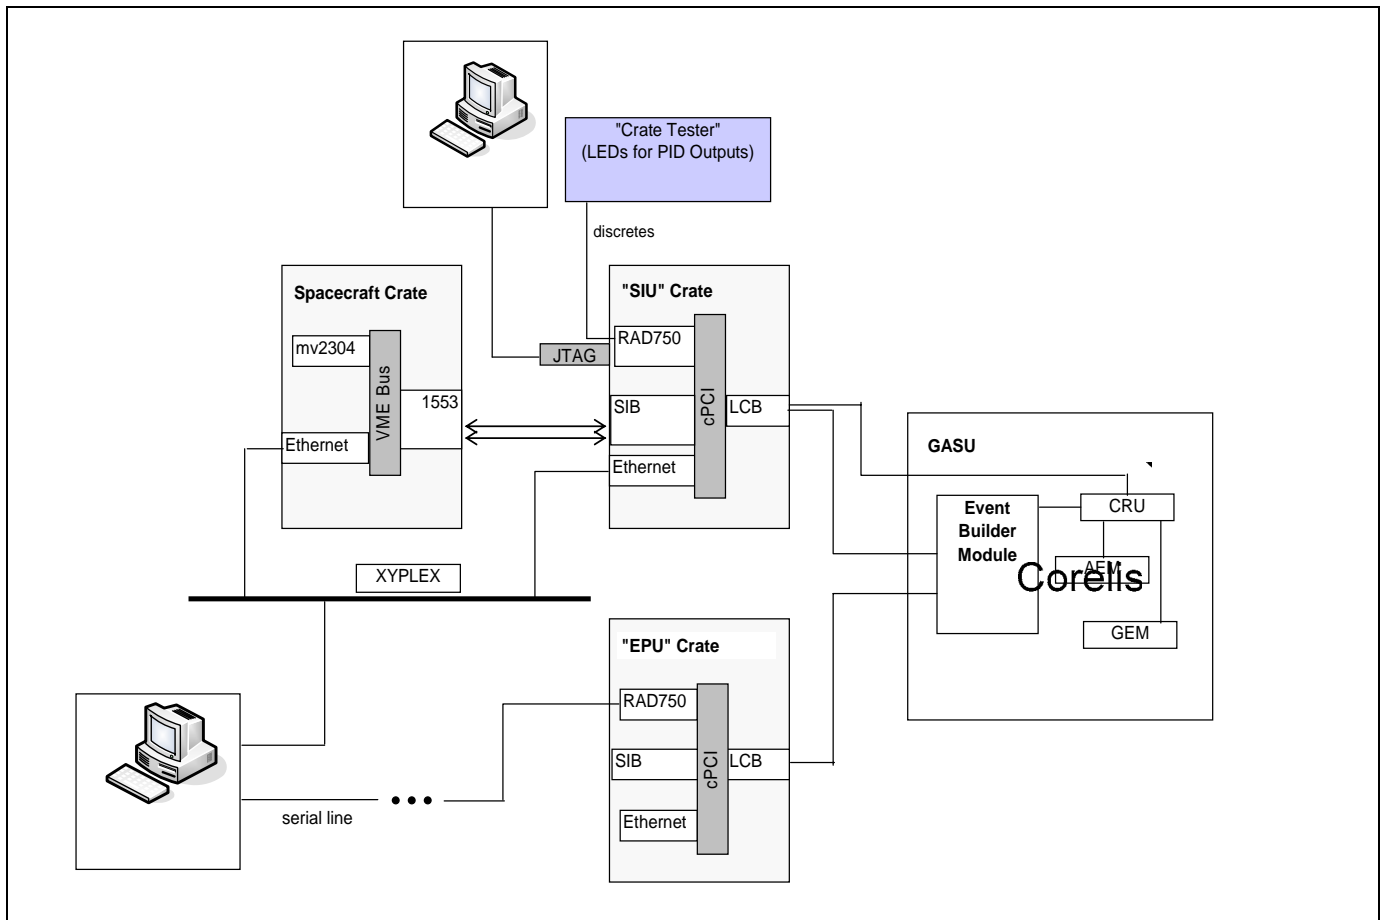 "Crate Tester"
(LEDs for PID Outputs)
discretes
Spacecraft Crate
mv2304
VME Bus
1553
Ethernet
"SIU" Crate
RAD750
JTAG
cPCI
SIB
LCB
Ethernet
GASU
Event
Builder
Module
CRU
AEM
Corelis
GEM
XYPLEX
"EPU" Crate
RAD750
SIB
cPCI
LCB
Ethernet
serial line